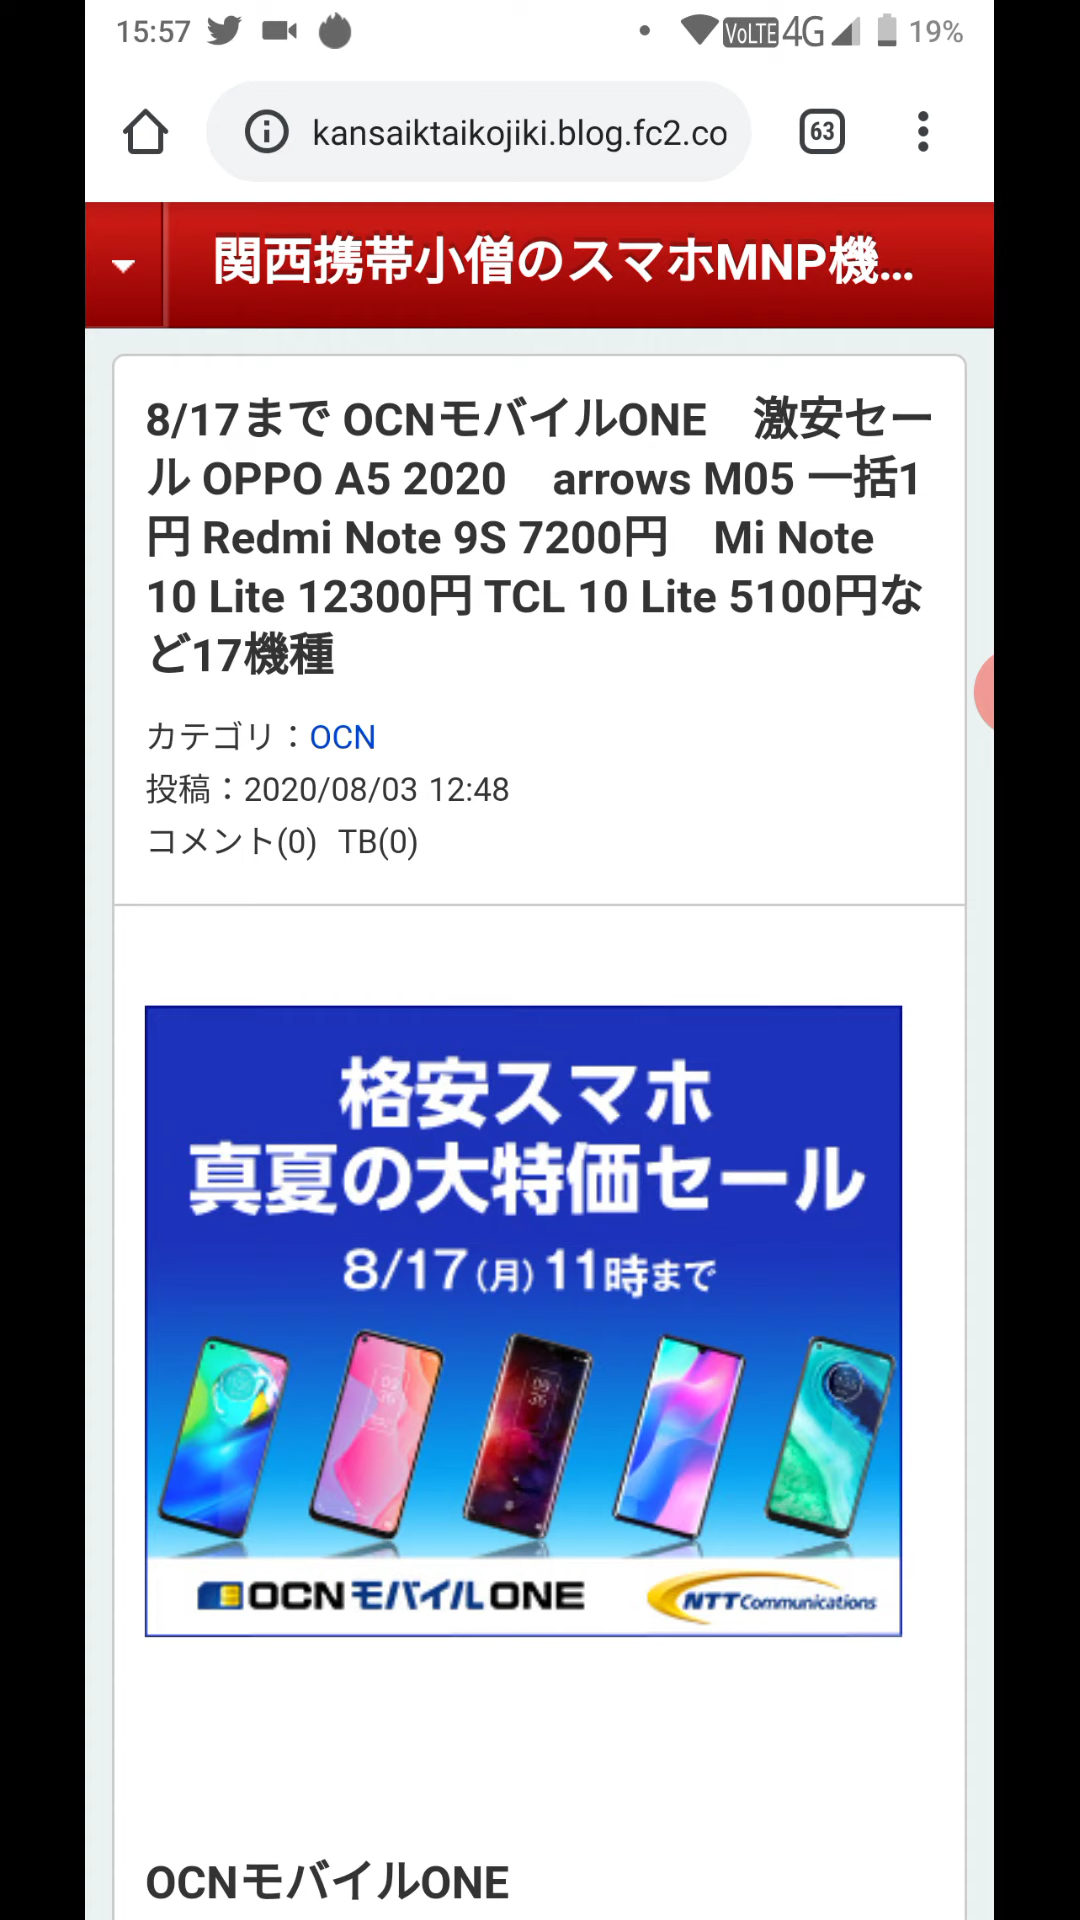 15:57 VoLTE 4G 19%
kansaiktaikojiki.blog.fc2.co 63
関西携帯小僧のスマホMNP機...
8/17まで OCNモバイルONE　激安セー
ル OPPO A5 2020　arrows M05 一括1
円 Redmi Note 9S 7200円　Mi Note
10 Lite 12300円 TCL 10 Lite 5100円な
ど17機種
カテゴリ：OCN
投稿：2020/08/03 12:48
コメント(0) TB(0)
格安スマホ
真夏の大特価セール
8/17(月)11時まで
OCNモバイルONE NTT Communications
OCNモバイルONE